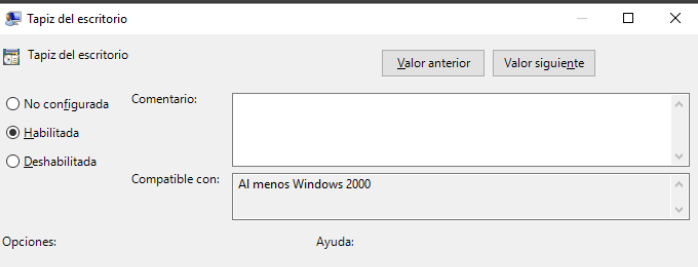 Tapiz del escritorio
Tapiz del escritorio
Valor anterior
Valor siguiente
No configurada
Comentario:
Habilitada
Deshabilitada
Compatible con:
Al menos Windows 2000
Opciones:
Ayuda: